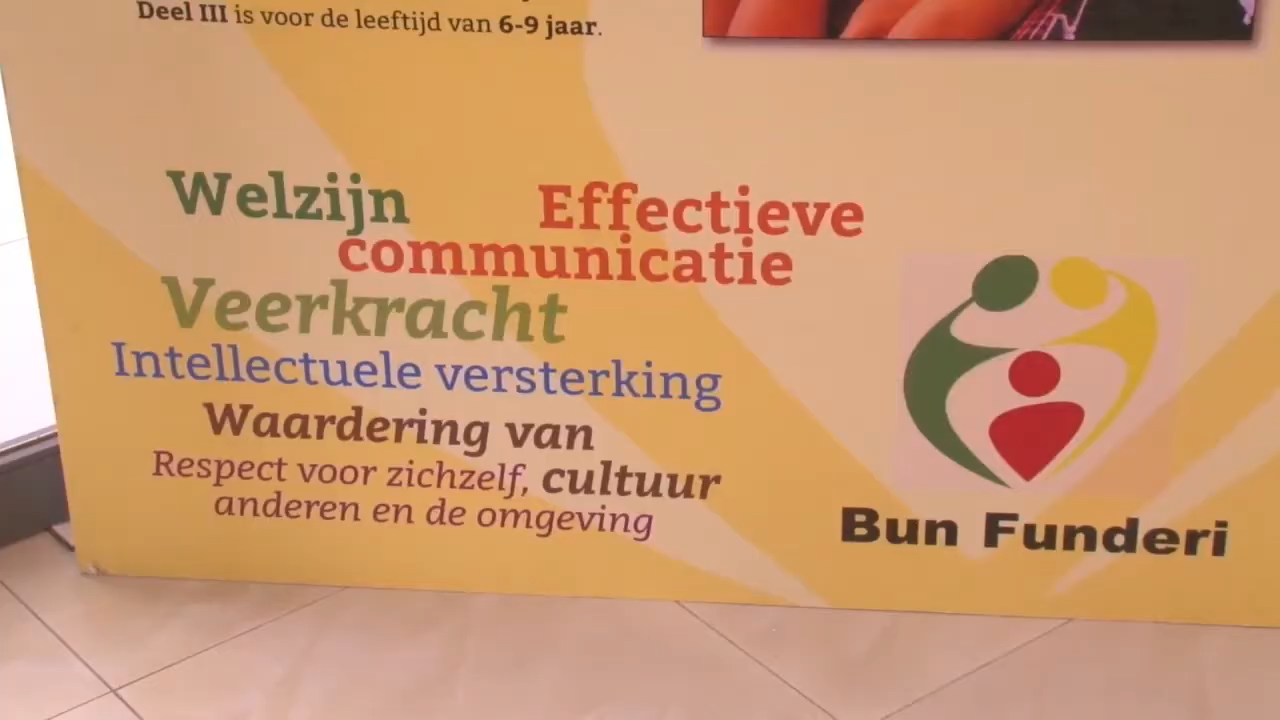 Deel III is voor de leeftijd van 6-9 jaar.
Welzijn
Effectieve
communicatie
Veerkracht
Intellectuele versterking
Waardering van
cultuur
Respect voor zichzelf,
anderen en de omgeving
Bun Funderi